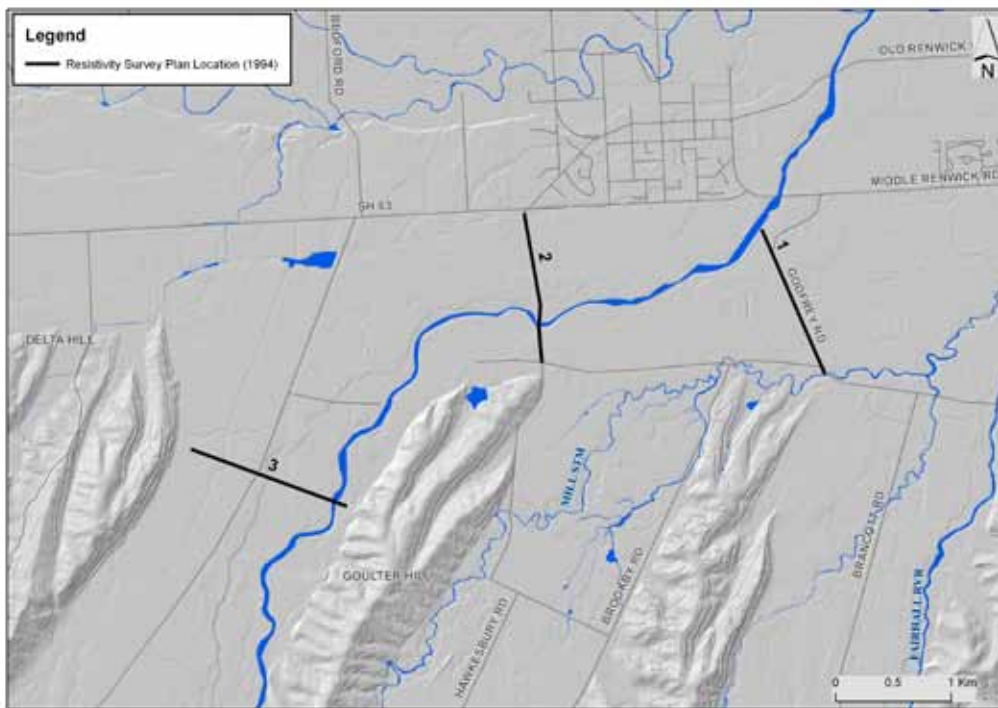 Legend
Resistivity Survey Plan Location (1994)
BEDFORD RD
OLD RENWICK
N
MIDDLE RENWICK RD
SH 63
1
2
GODFREY RD
DELTA HILL
3
MILL STM
GOULTER HILL
BROOKBY RD
BRANCOTT RD
HAWKESBURY RD
FAIRHALL RVR
0 0.5 1 Km